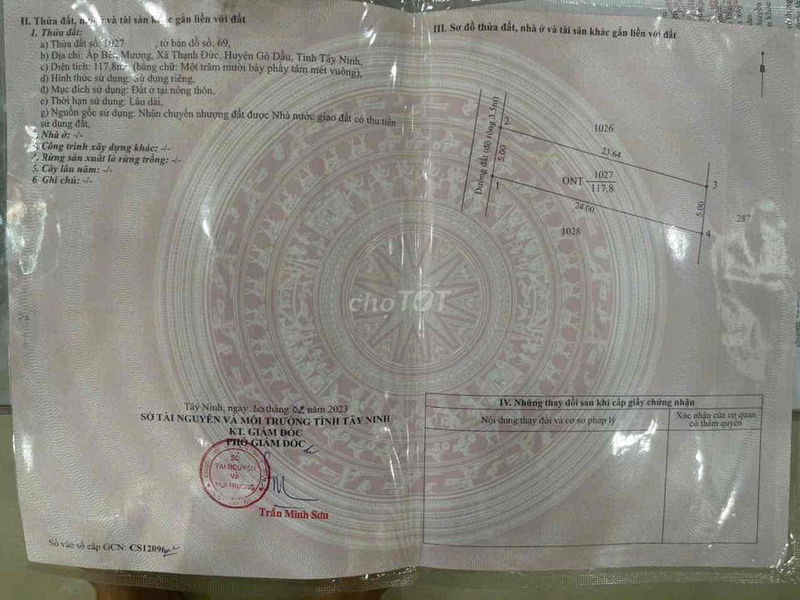 II. Thửa đất, nhà ở và tài sản khác gắn liền với đất
1. Thửa đất:
a) Thửa đất số: 1027 , tờ bản đồ số: 69,
b) Địa chỉ: Ấp Bến Mương, Xã Thạnh Đức, Huyện Gò Dầu, Tỉnh Tây Ninh,
c) Diện tích: 117,8m² (bằng chữ: Một trăm mười bảy phẩy tám mét vuông),
d) Hình thức sử dụng: Sử dụng riêng,
đ) Mục đích sử dụng: Đất ở tại nông thôn,
e) Thời hạn sử dụng: Lâu dài,
g) Nguồn gốc sử dụng: Nhận chuyển nhượng đất được Nhà nước giao đất có thu tiền
sử dụng đất,
2. Nhà ở: -/-
3. Công trình xây dựng khác: -/-
4. Rừng sản xuất là rừng trồng: -/-
5. Cây lâu năm: -/-
6. Ghi chú: -/-
Tây Ninh, ngày tháng 02 năm 2023
SỞ TÀI NGUYÊN VÀ MÔI TRƯỜNG TỈNH TÂY NINH
KT. GIÁM ĐỐC
PHÓ GIÁM ĐỐC
SỞ
TÀI NGUYÊN
VÀ
MÔI TRƯỜNG
Trần Minh Sơn
Số vào sổ cấp GCN: CS12096
III. Sơ đồ thửa đất, nhà ở và tài sản khác gắn liền với đất
B
Đường đất (độ rộng 3.5m)
2
1026
5.00
23.64
ONT 1027
117.8
3
1
24.00
5.00
287
1028
4
chợTỐT
IV. Những thay đổi sau khi cấp giấy chứng nhận
Nội dung thay đổi và cơ sở pháp lý
Xác nhận của cơ quan
có thẩm quyền